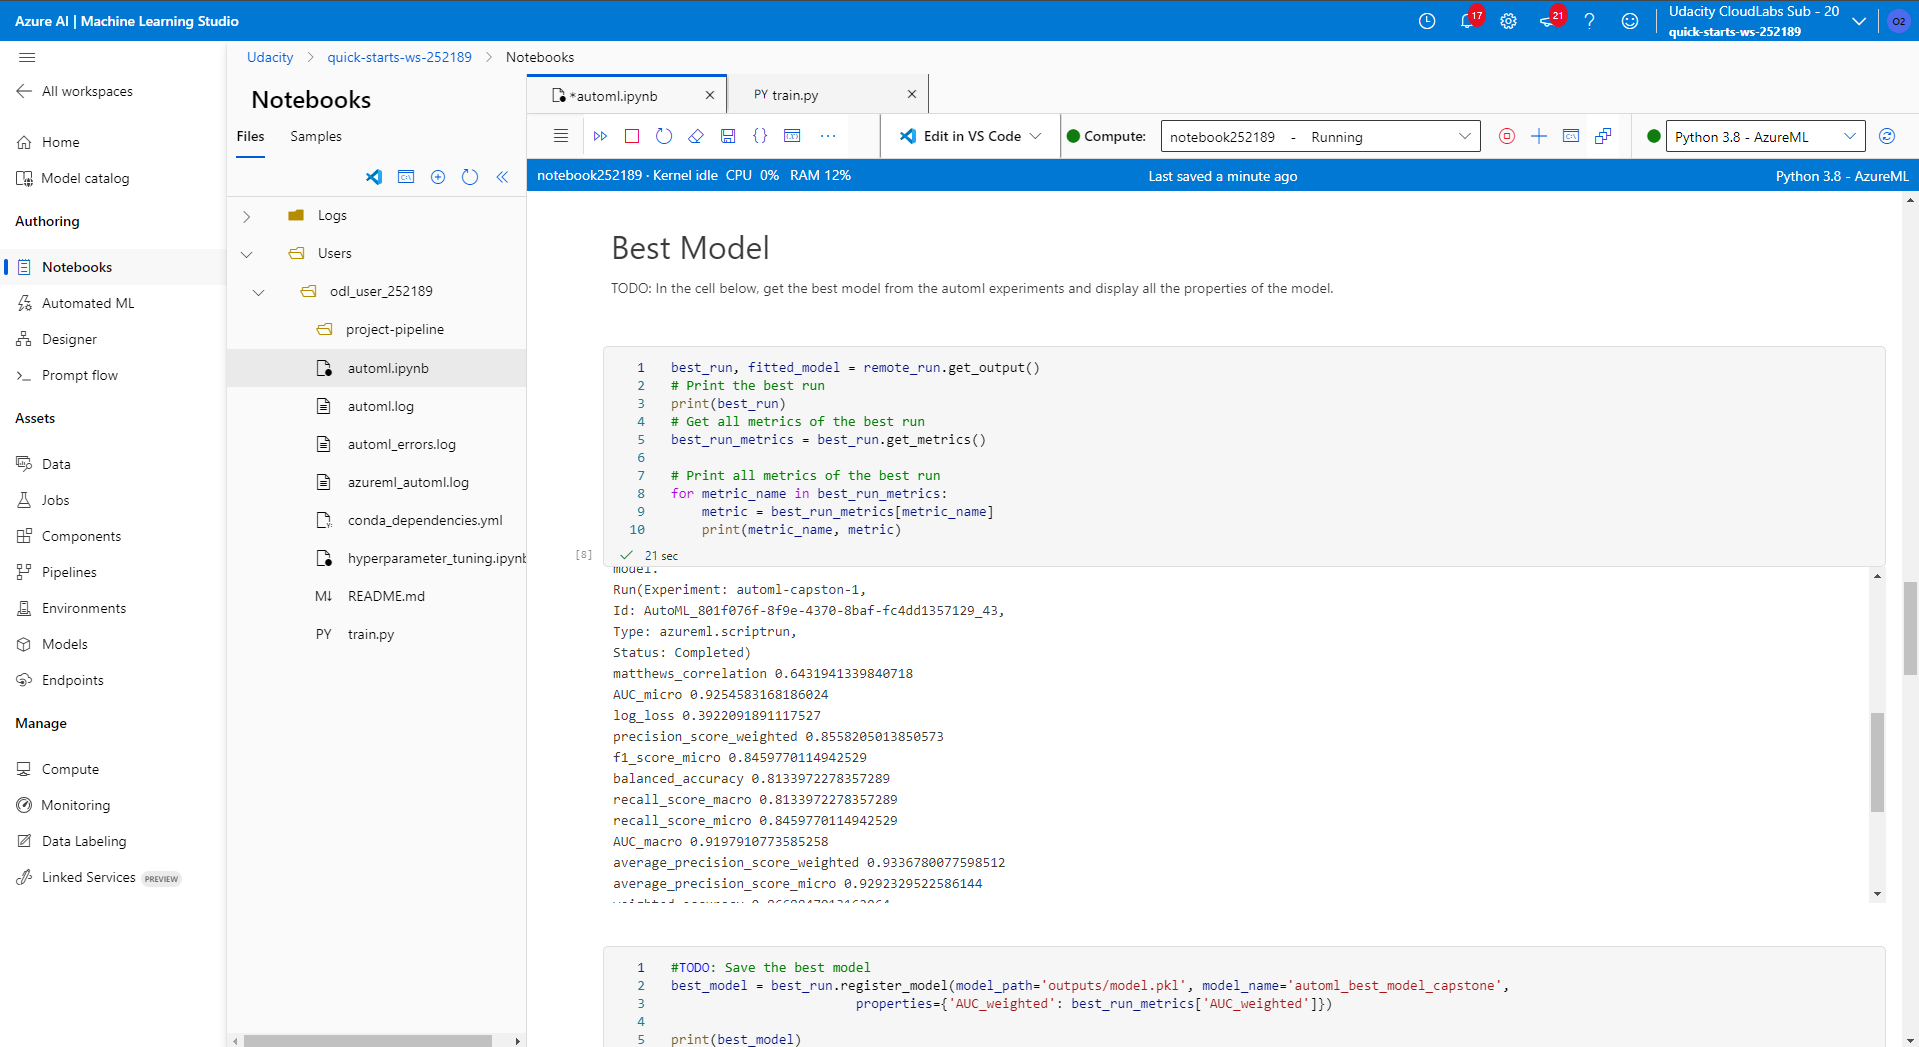 Azure AI | Machine Learning Studio
17
21
Udacity CloudLabs Sub - 20
quick-starts-ws-252189
O2
All workspaces
Home
Model catalog
Authoring
Notebooks
Automated ML
Designer
Prompt flow
Assets
Data
Jobs
Components
Pipelines
Environments
Models
Endpoints
Manage
Compute
Monitoring
Data Labeling
Linked Services PREVIEW
Udacity > quick-starts-ws-252189 > Notebooks
Notebooks
Files Samples
Logs
Users
odl_user_252189
project-pipeline
automl.ipynb
automl.log
automl_errors.log
azureml_automl.log
conda_dependencies.yml
hyperparameter_tuning.ipynb
M↓ README.md
PY train.py
*automl.ipynb
PY train.py
Edit in VS Code
Compute: notebook252189 - Running
Python 3.8 - AzureML
notebook252189 · Kernel idle CPU 0% RAM 12%
Last saved a minute ago
Python 3.8 - AzureML
Best Model
TODO: In the cell below, get the best model from the automl experiments and display all the properties of the model.
1 best_run, fitted_model = remote_run.get_output()
2 # Print the best run
3 print(best_run)
4 # Get all metrics of the best run
5 best_run_metrics = best_run.get_metrics()
6
7 # Print all metrics of the best run
8 for metric_name in best_run_metrics:
9 metric = best_run_metrics[metric_name]
10 print(metric_name, metric)
[8] 21 sec
model.
Run(Experiment: automl-capston-1,
Id: AutoML_801f076f-8f9e-4370-8baf-fc4dd1357129_43,
Type: azureml.scriptrun,
Status: Completed)
matthews_correlation 0.6431941339840718
AUC_micro 0.9254583168186024
log_loss 0.3922091891117527
precision_score_weighted 0.8558205013850573
f1_score_micro 0.8459770114942529
balanced_accuracy 0.8133972278357289
recall_score_macro 0.8133972278357289
recall_score_micro 0.8459770114942529
AUC_macro 0.9197910773585258
average_precision_score_weighted 0.9336780077598512
average_precision_score_micro 0.9292329522586144
1 #TODO: Save the best model
2 best_model = best_run.register_model(model_path='outputs/model.pkl', model_name='automl_best_model_capstone',
3 properties={'AUC_weighted': best_run_metrics['AUC_weighted']})
4
5 print(best_model)